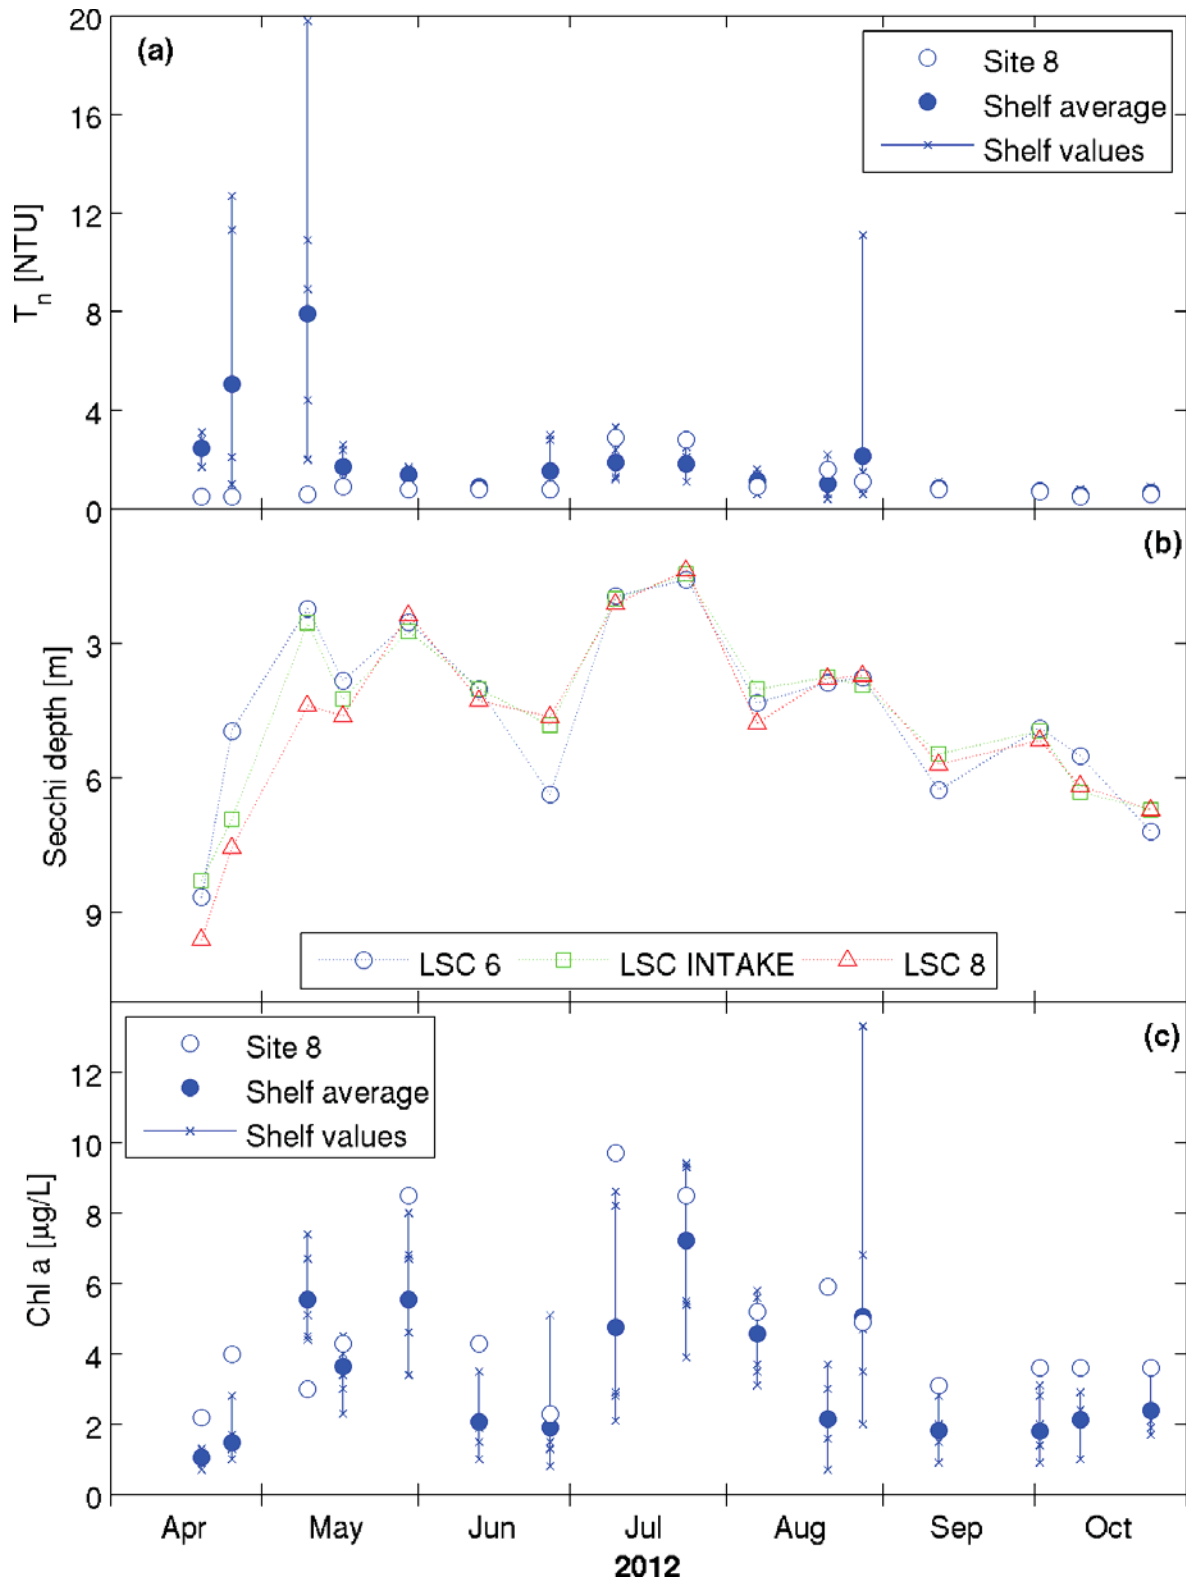 (a)
Site 8
Shelf average
Shelf values
20
16
12
8
4
0
T_n [NTU]
(b)
3
6
9
Secchi depth [m]
LSC 6 LSC INTAKE LSC 8
(c)
Site 8
Shelf average
Shelf values
12
10
8
6
4
2
0
Chl a [µg/L]
Apr May Jun Jul Aug Sep Oct
2012